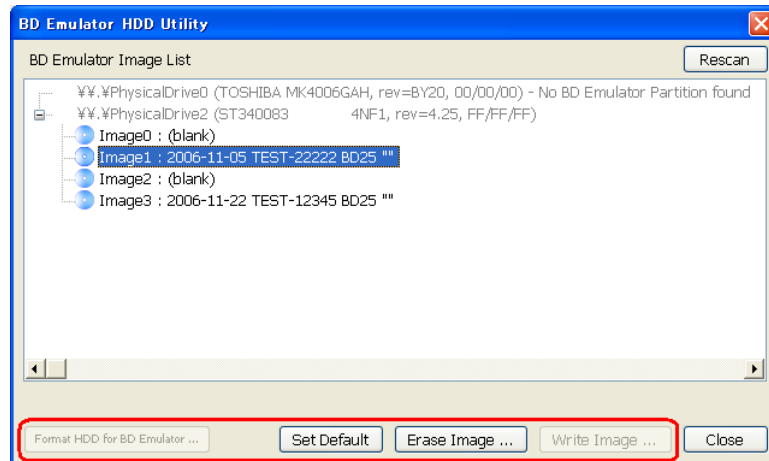 BD Emulator HDD Utility
BD Emulator Image List
Rescan
¥¥.¥PhysicalDrive0 (TOSHIBA MK4006GAH, rev=BY20, 00/00/00) - No BD Emulator Partition found
¥¥.¥PhysicalDrive2 (ST340083 4NF1, rev=4.25, FF/FF/FF)
Image0 : (blank)
Image1 : 2006-11-05 TEST-22222 BD25 ""
Image2 : (blank)
Image3 : 2006-11-22 TEST-12345 BD25 ""
Format HDD for BD Emulator ... Set Default Erase Image ... Write Image ... Close